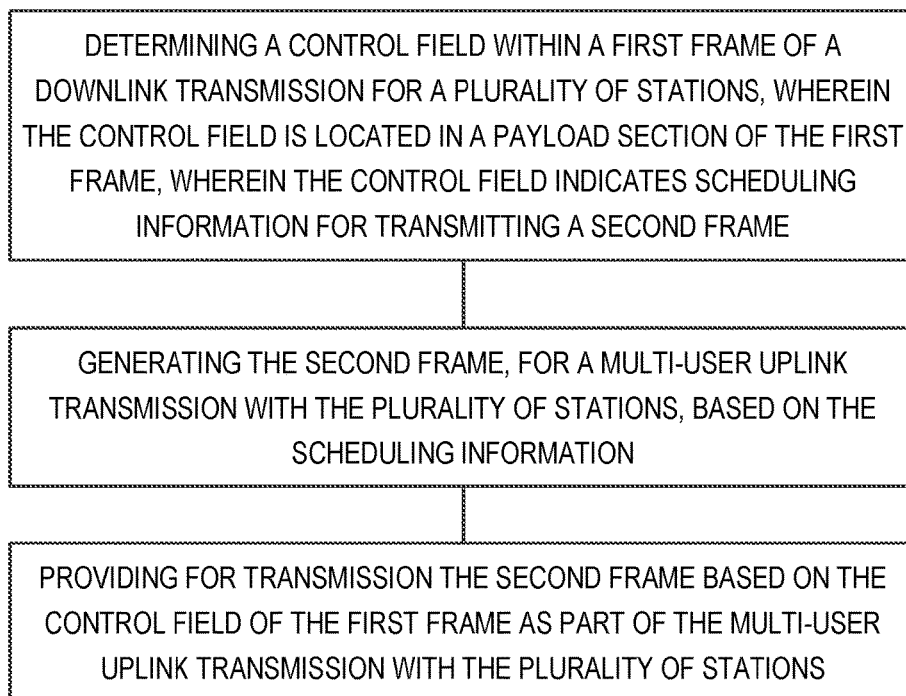 DETERMINING A CONTROL FIELD WITHIN A FIRST FRAME OF A
DOWNLINK TRANSMISSION FOR A PLURALITY OF STATIONS, WHEREIN
THE CONTROL FIELD IS LOCATED IN A PAYLOAD SECTION OF THE FIRST
FRAME, WHEREIN THE CONTROL FIELD INDICATES SCHEDULING
INFORMATION FOR TRANSMITTING A SECOND FRAME
GENERATING THE SECOND FRAME, FOR A MULTI-USER UPLINK
TRANSMISSION WITH THE PLURALITY OF STATIONS, BASED ON THE
SCHEDULING INFORMATION
PROVIDING FOR TRANSMISSION THE SECOND FRAME BASED ON THE
CONTROL FIELD OF THE FIRST FRAME AS PART OF THE MULTI-USER
UPLINK TRANSMISSION WITH THE PLURALITY OF STATIONS